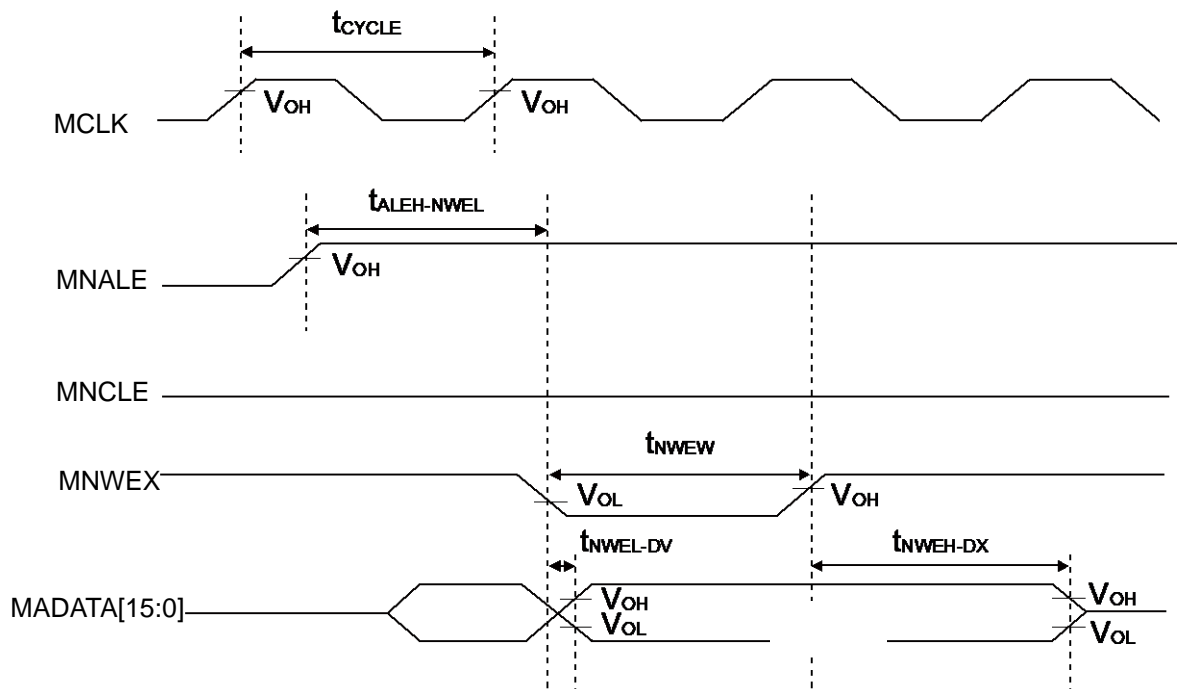 tCYCLE
VOH VOH
MCLK
tALEH-NWEL
VOH
MNALE
MNCLE
tNWEW
MNWEX
VOL VOH
tNWEL-DV tNWEH-DX
VOH VOH
MADATA[15:0]
VOL VOL